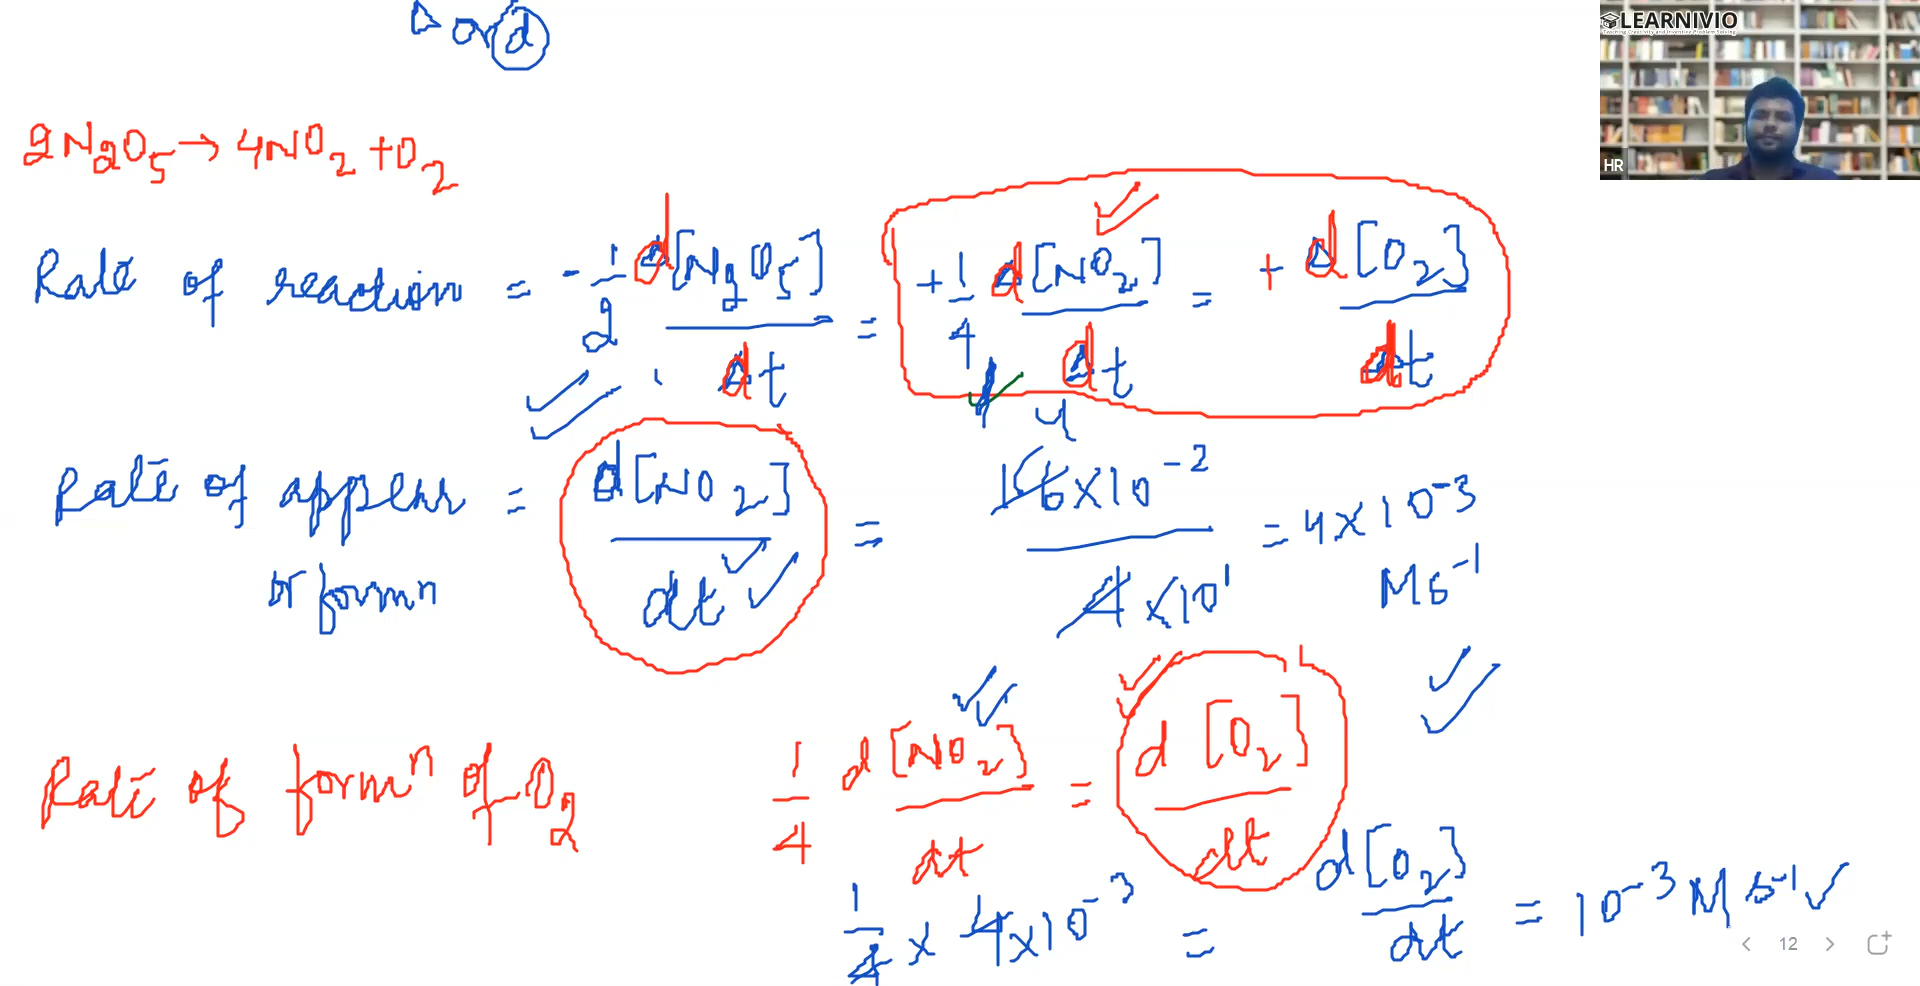 Δ or d
LEARNIVIO
HR
2N2O5 → 4NO2 + O2
Rate of reaction = - 1/2 d[N2O5]/dt = + 1/4 d[NO2]/dt = + d[O2]/dt
Rate of appear or formn = d[NO2]/dt = 16 x 10^-2 / 4 x 10^1 = 4 x 10^-3 M s^-1
4
Rate of formn of O2 1/4 d[NO2]/dt = d[O2]/dt
1/4 x 4 x 10^-3 = d[O2]/dt = 10^-3 M s^-1
< 12 >